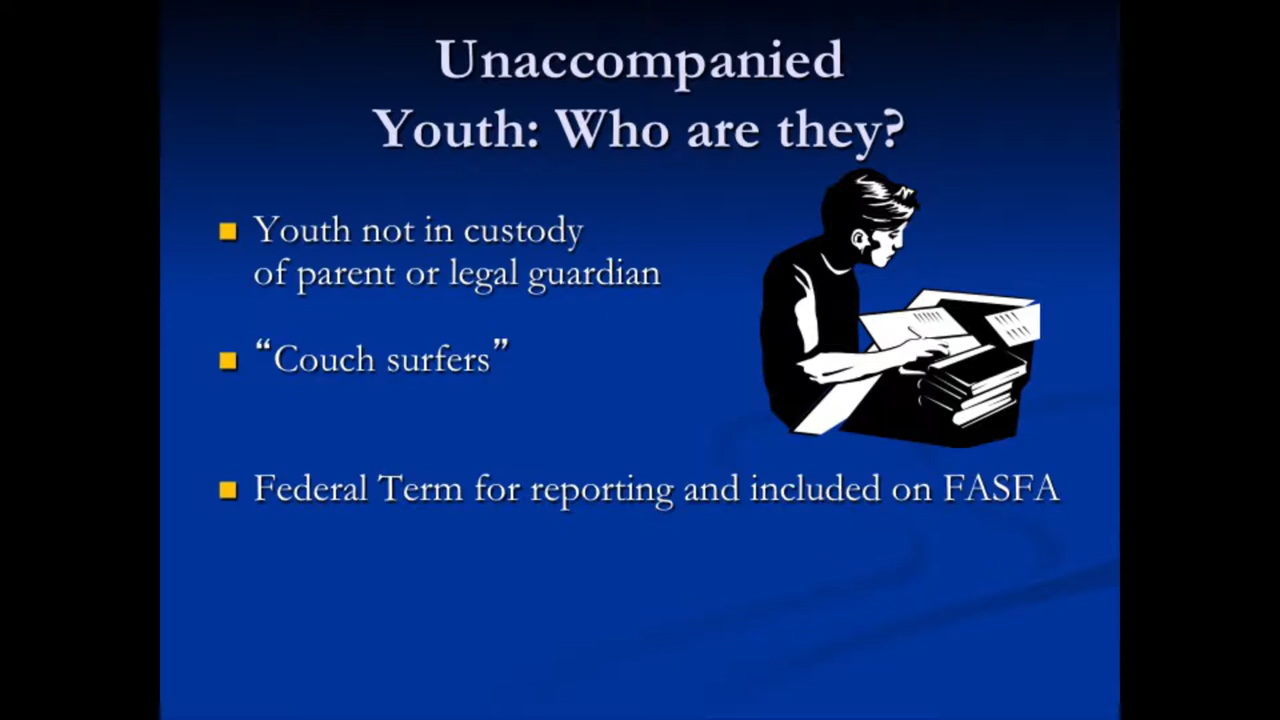 Unaccompanied
Youth: Who are they?
Youth not in custody
of parent or legal guardian
“Couch surfers”
Federal Term for reporting and included on FASFA